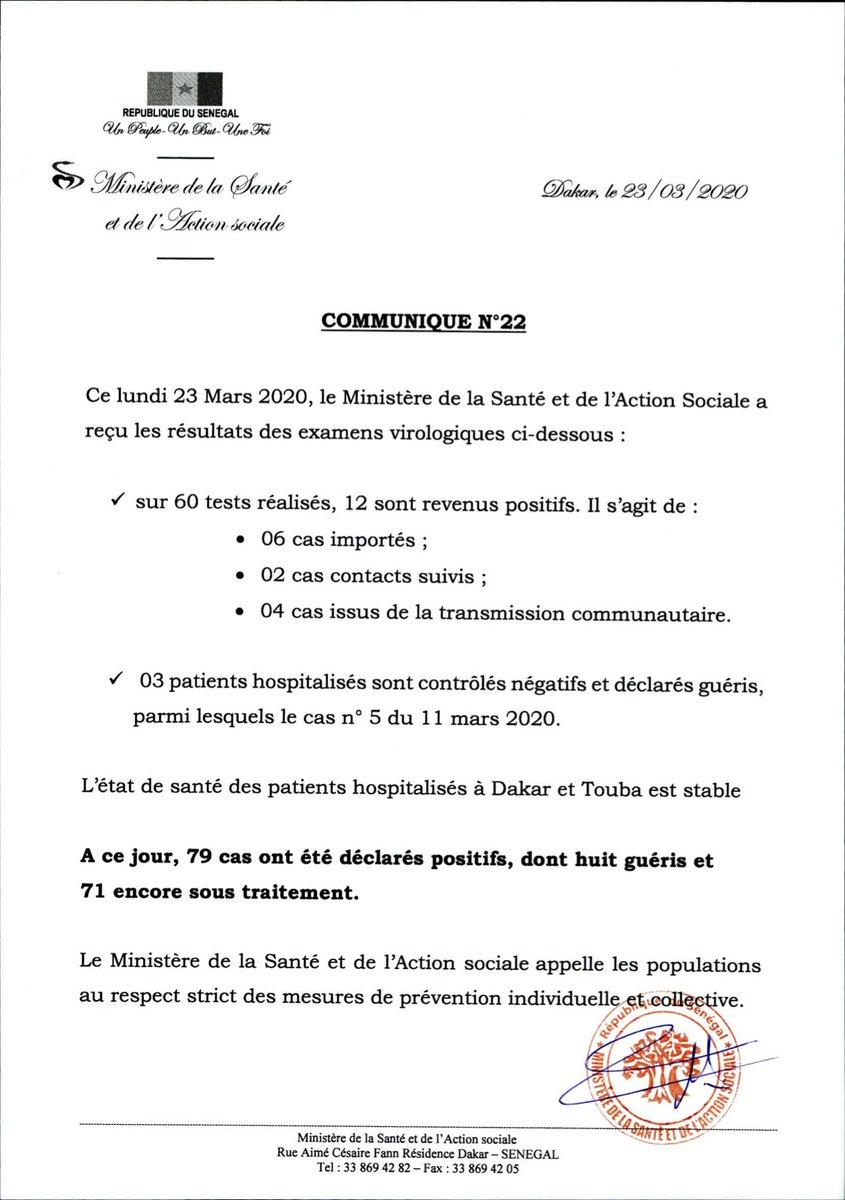 REPUBLIQUE DU SENEGAL
Un Peuple-Un But-Une Foi
Ministère de la Santé
et de l'Action sociale
Dakar, le 23/03/2020
COMMUNIQUE N°22
Ce lundi 23 Mars 2020, le Ministère de la Santé et de l'Action Sociale a
reçu les résultats des examens virologiques ci-dessous :
✓ sur 60 tests réalisés, 12 sont revenus positifs. Il s'agit de :
• 06 cas importés ;
• 02 cas contacts suivis ;
• 04 cas issus de la transmission communautaire.
✓ 03 patients hospitalisés sont contrôlés négatifs et déclarés guéris,
parmi lesquels le cas n° 5 du 11 mars 2020.
L'état de santé des patients hospitalisés à Dakar et Touba est stable
A ce jour, 79 cas ont été déclarés positifs, dont huit guéris et
71 encore sous traitement.
Le Ministère de la Santé et de l'Action sociale appelle les populations
au respect strict des mesures de prévention individuelle et collective.
République du Sénégal
MINISTÈRE DE LA SANTÉ ET DE L'ACTION SOCIALE
Ministère de la Santé et de l'Action sociale
Rue Aimé Césaire Fann Résidence Dakar – SENEGAL
Tel : 33 869 42 82 – Fax : 33 869 42 05